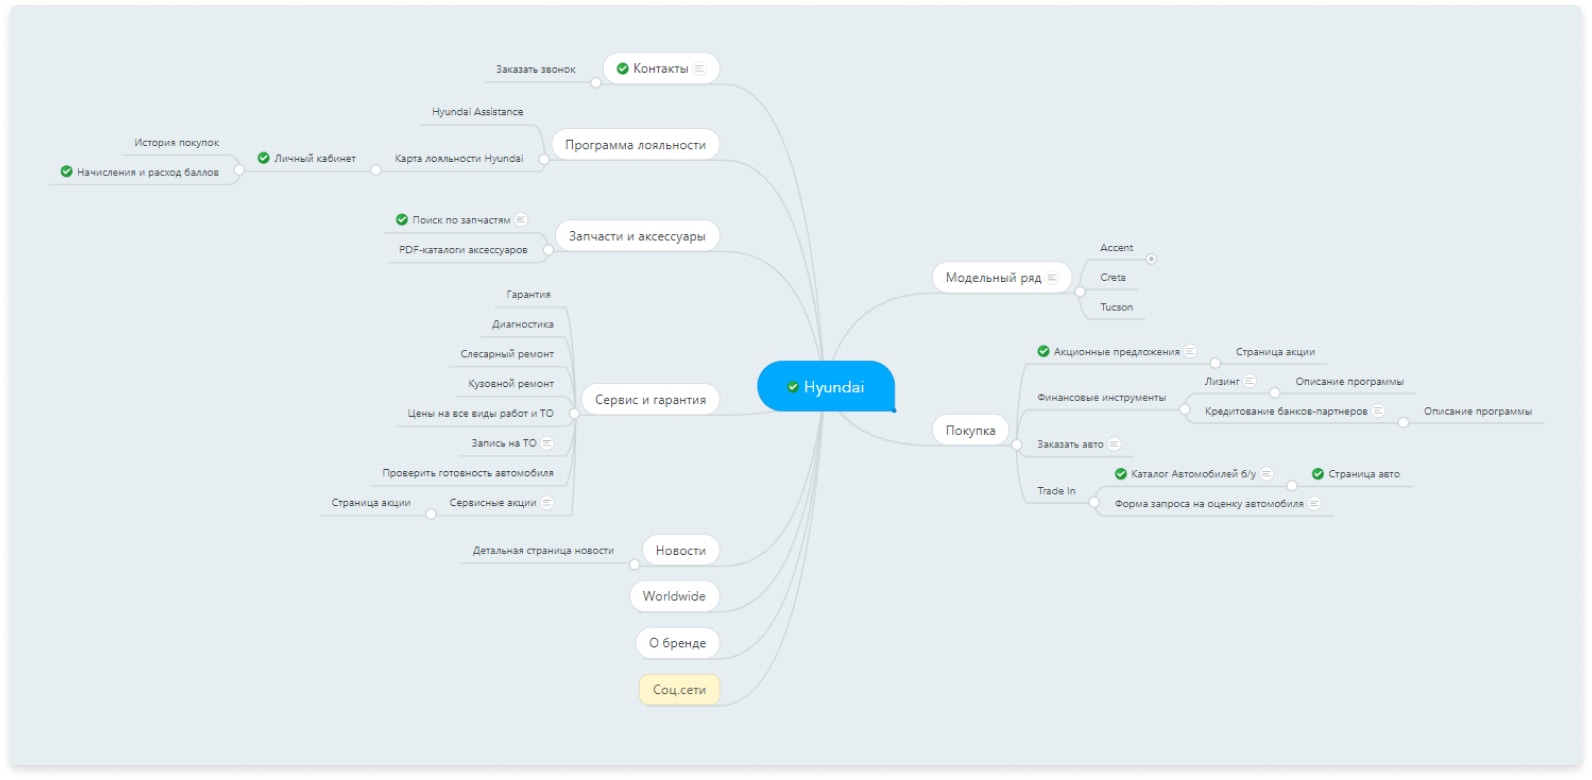 Контакты
Заказать звонок
Программа лояльности
Hyundai Assistance
Карта лояльности Hyundai
Личный кабинет
История покупок
Начисления и расход баллов
Запчасти и аксессуары
Поиск по запчастям
PDF-каталоги аксессуаров
Сервис и гарантия
Гарантия
Диагностика
Слесарный ремонт
Кузовной ремонт
Цены на все виды работ и ТО
Запись на ТО
Проверить готовность автомобиля
Сервисные акции
Страница акции
Новости
Детальная страница новости
Worldwide
О бренде
Соц.сети
Hyundai
Модельный ряд
Accent
Creta
Tucson
Покупка
Акционные предложения
Страница акции
Финансовые инструменты
Лизинг
Описание программы
Кредитование банков-партнеров
Описание программы
Заказать авто
Trade In
Каталог Автомобилей б/у
Страница авто
Форма запроса на оценку автомобиля